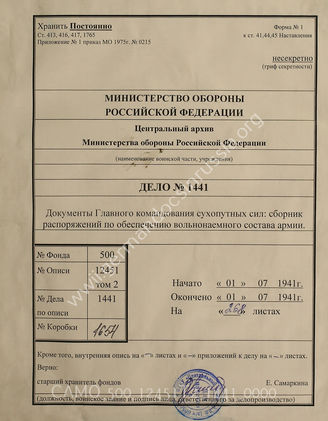 Хранить Постоянно
Форма № 1
Ст. 413, 416, 417, 1765
к ст. 41,44,45 Наставления
Приложение № 1 приказ МО 1975г. № 0215
несекретно
(гриф секретности)
МИНИСТЕРСТВО ОБОРОНЫ
РОССИЙСКОЙ ФЕДЕРАЦИИ
Центральный архив
Министерства обороны Российской Федерации
(наименование воинской части, учреждения)
ДЕЛО № 1441
Документы Главного командования сухопутных сил: сборник
распоряжений по обеспечению вольнонаемного состава армии.
№ Фонда 500
№ Описи 12451
том 2
№ Дела 1441
по описи
№ Коробки 1654
Начато « 01 » 07 1941г.
Окончено « 01 » 07 1941г.
На «268» листах
Кроме того, внутренняя опись на «–» листах и «–» приложений к делу на «–» листах.
Верно:
старший хранитель фондов Е. Самаркина
(должность, воинское звание и подпись лица, ответственного за делопроизводство)